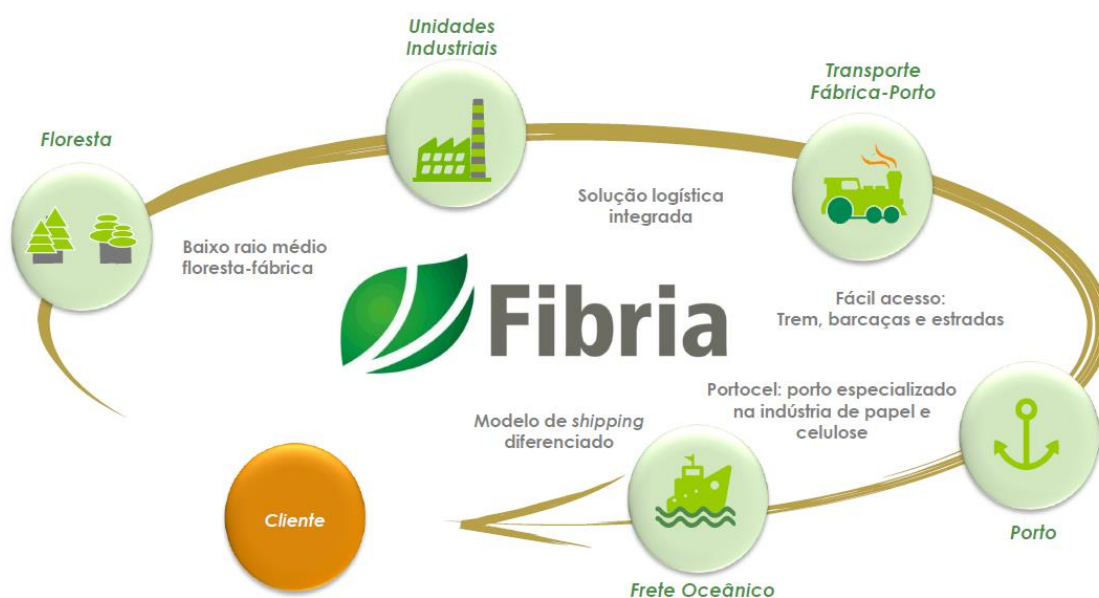 Unidades
Industriais
Transporte
Fábrica-Porto
Floresta
Solução logística
integrada
Baixo raio médio
floresta-fábrica
Fibria
Fácil acesso:
Trem, barcaças e estradas
Portocel: porto especializado
na indústria de papel e
celulose
Modelo de shipping
diferenciado
Cliente
Porto
Frete Oceânico